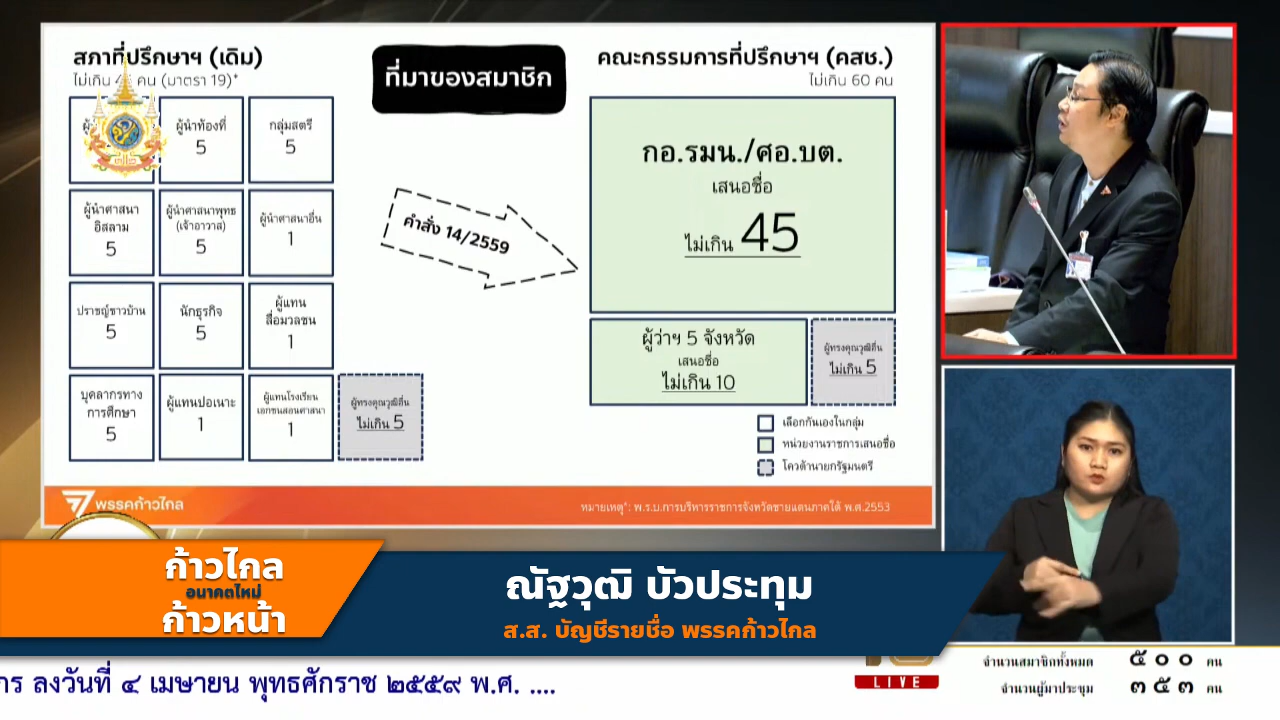 สภาที่ปรึกษาฯ (เดิม)
ไม่เกิน 4 คน (มาตรา 19)*
ที่มาของสมาชิก
คณะกรรมการที่ปรึกษาฯ (คสช.)
ไม่เกิน 60 คน
ผู้นำท้องที่
5
กลุ่มสตรี
5
ผู้นำศาสนา
อิสลาม
5
ผู้นำศาสนาพุทธ
(เจ้าอาวาส)
5
ผู้นำศาสนาอื่น
1
ปราชญ์ชาวบ้าน
5
นักธุรกิจ
5
ผู้แทน
สื่อมวลชน
1
บุคลากรทาง
การศึกษา
5
ผู้แทนปอเนาะ
1
ผู้แทนโรงเรียน
เอกชนสอนศาสนา
1
ผู้ทรงคุณวุฒิอื่น
ไม่เกิน 5
คำสั่ง 14/2559
กอ.รมน./ศอ.บต.
เสนอชื่อ
ไม่เกิน 45
ผู้ว่าฯ 5 จังหวัด
เสนอชื่อ
ไม่เกิน 10
ผู้ทรงคุณวุฒิอื่น
ไม่เกิน 5
เลือกกันเองในกลุ่ม
หน่วยงานราชการเสนอชื่อ
โควต้านายกรัฐมนตรี
พรรคก้าวไกล
หมายเหตุ*: พ.ร.บ.การบริหารราชการจังหวัดชายแดนภาคใต้ พ.ศ.2553
ก้าวไกล
อนาคตใหม่
ก้าวหน้า
ณัฐวุฒิ บัวประทุม
ส.ส. บัญชีรายชื่อ พรรคก้าวไกล
กร ลงวันที่ ๔ เมษายน พุทธศักราช ๒๕๕๙ พ.ศ. ....
LIVE
จำนวนสมาชิกทั้งหมด ๕๐๐ คน
จำนวนผู้มาประชุม ๓๕๓ คน